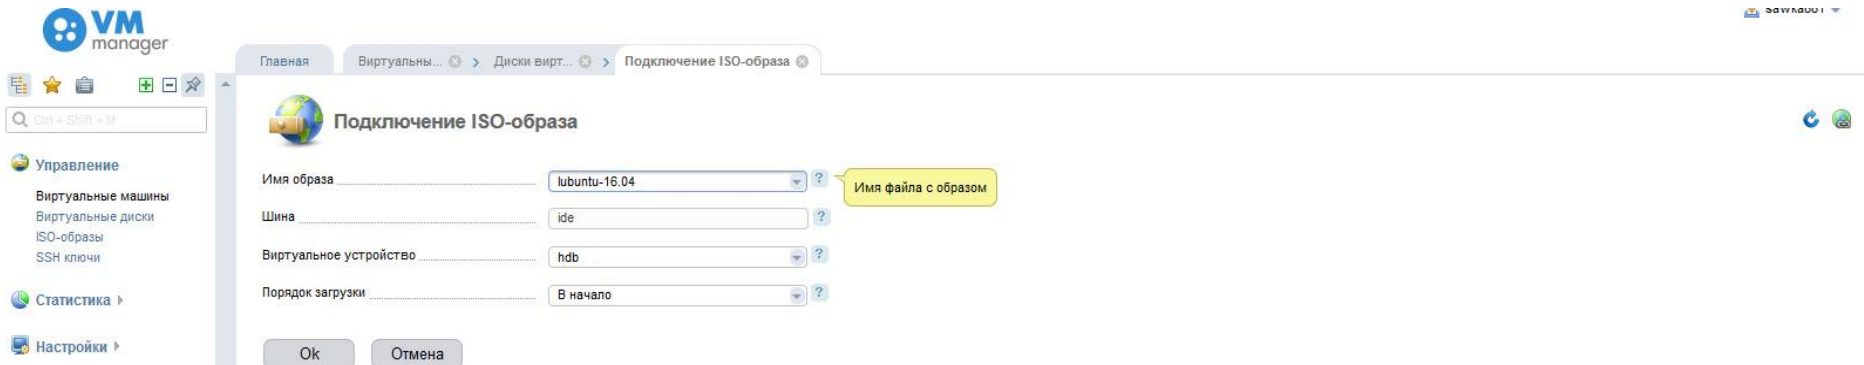 VM
manager
Главная
Виртуальны...
Диски вирт...
Подключение ISO-образа
Ctrl + Shift + M
Подключение ISO-образа
Управление
Виртуальные машины
Виртуальные диски
ISO-образы
SSH ключи
Статистика
Настройки
Имя образа
lubuntu-16.04
?
Имя файла с образом
Шина
ide
?
Виртуальное устройство
hdb
?
Порядок загрузки
В начало
?
Ok
Отмена